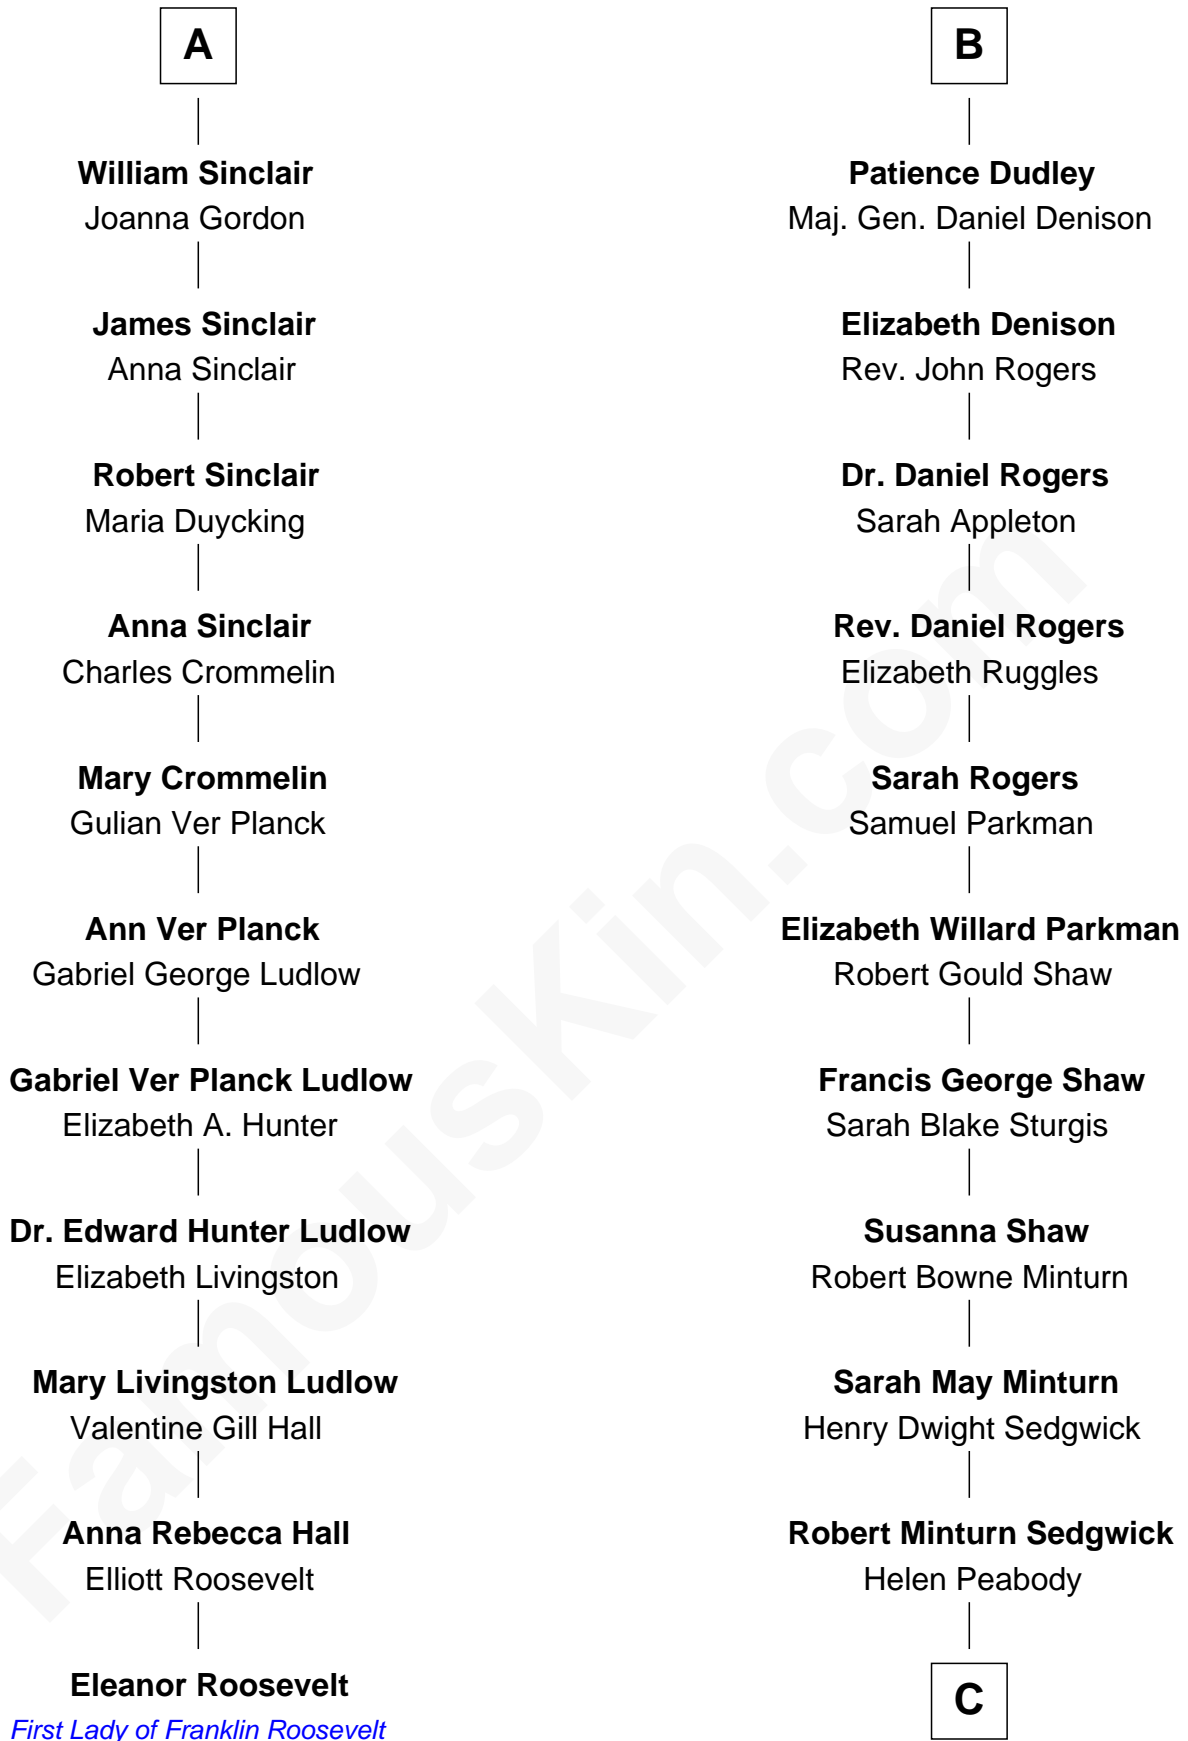 A
William Sinclair
Joanna Gordon
James Sinclair
Anna Sinclair
Robert Sinclair
Maria Duycking
Anna Sinclair
Charles Crommelin
Mary Crommelin
Gulian Ver Planck
Ann Ver Planck
Gabriel George Ludlow
Gabriel Ver Planck Ludlow
Elizabeth A. Hunter
Dr. Edward Hunter Ludlow
Elizabeth Livingston
Mary Livingston Ludlow
Valentine Gill Hall
Anna Rebecca Hall
Elliott Roosevelt
Eleanor Roosevelt
First Lady of Franklin Roosevelt
B
Patience Dudley
Maj. Gen. Daniel Denison
Elizabeth Denison
Rev. John Rogers
Dr. Daniel Rogers
Sarah Appleton
Rev. Daniel Rogers
Elizabeth Ruggles
Sarah Rogers
Samuel Parkman
Elizabeth Willard Parkman
Robert Gould Shaw
Francis George Shaw
Sarah Blake Sturgis
Susanna Shaw
Robert Bowne Minturn
Sarah May Minturn
Henry Dwight Sedgwick
Robert Minturn Sedgwick
Helen Peabody
C
FamousKin.com